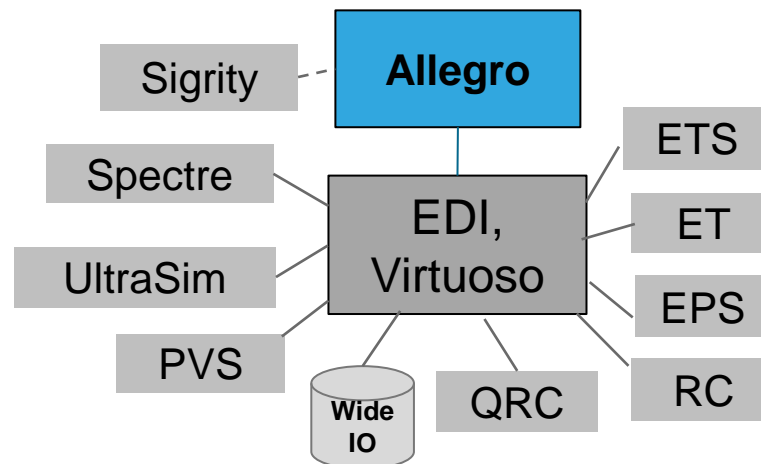 Allegro
Sigrity
ETS
Spectre
EDI,
Virtuoso
ET
UltraSim
EPS
PVS
RC
QRC
Wide
IO